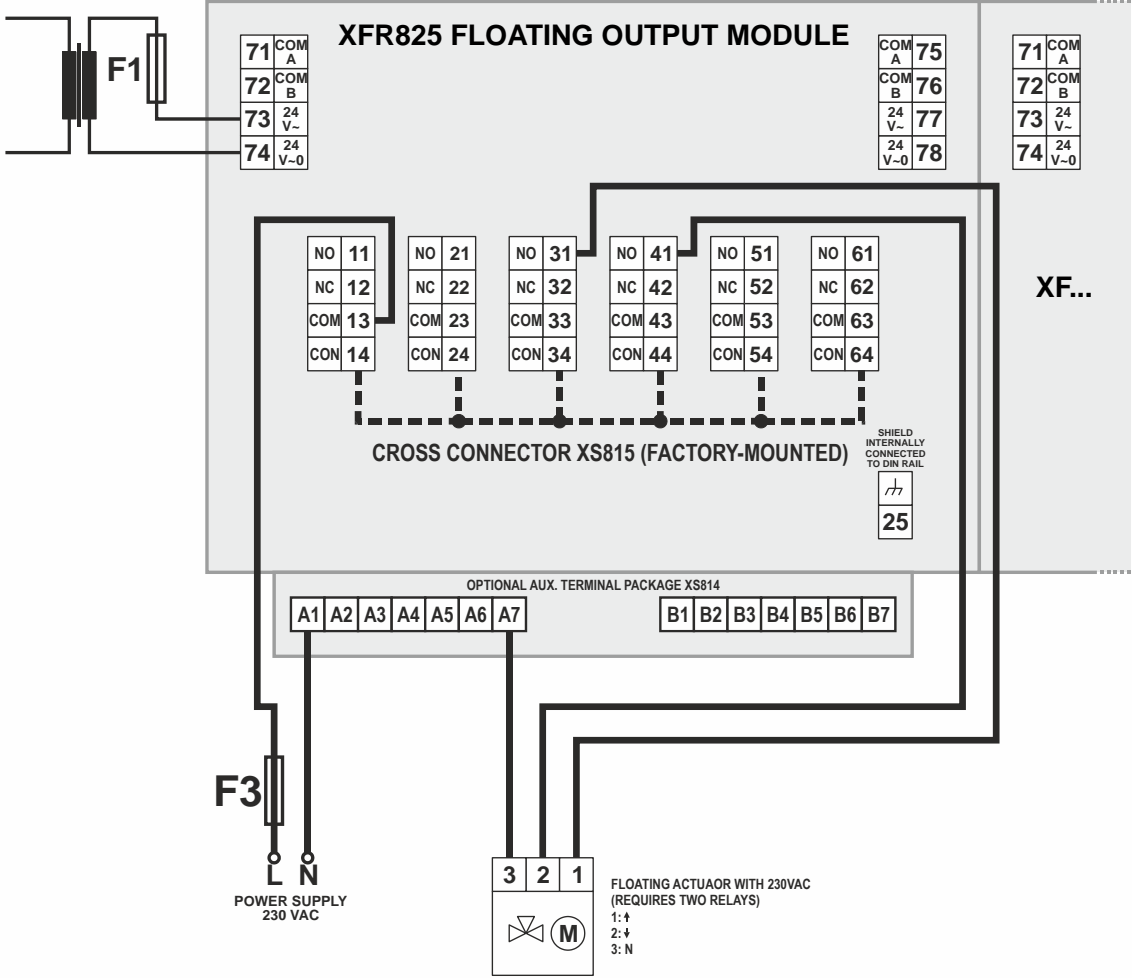 XFR825 FLOATING OUTPUT MODULE
F1
71 COM A
72 COM B
73 24 V~
74 24 V~0
COM A 75
COM B 76
24 V~ 77
24 V~0 78
71 COM A
72 COM B
73 24 V~
74 24 V~0
NO 11
NC 12
COM 13
CON 14
NO 21
NC 22
COM 23
CON 24
NO 31
NC 32
COM 33
CON 34
NO 41
NC 42
COM 43
CON 44
NO 51
NC 52
COM 53
CON 54
NO 61
NC 62
COM 63
CON 64
XF...
CROSS CONNECTOR XS815 (FACTORY-MOUNTED)
SHIELD
INTERNALLY
CONNECTED
TO DIN RAIL
25
OPTIONAL AUX. TERMINAL PACKAGE XS814
A1 A2 A3 A4 A5 A6 A7
B1 B2 B3 B4 B5 B6 B7
F3
L N
POWER SUPPLY
230 VAC
3 2 1
M
FLOATING ACTUAOR WITH 230VAC
(REQUIRES TWO RELAYS)
1: ↑
2: ↓
3: N